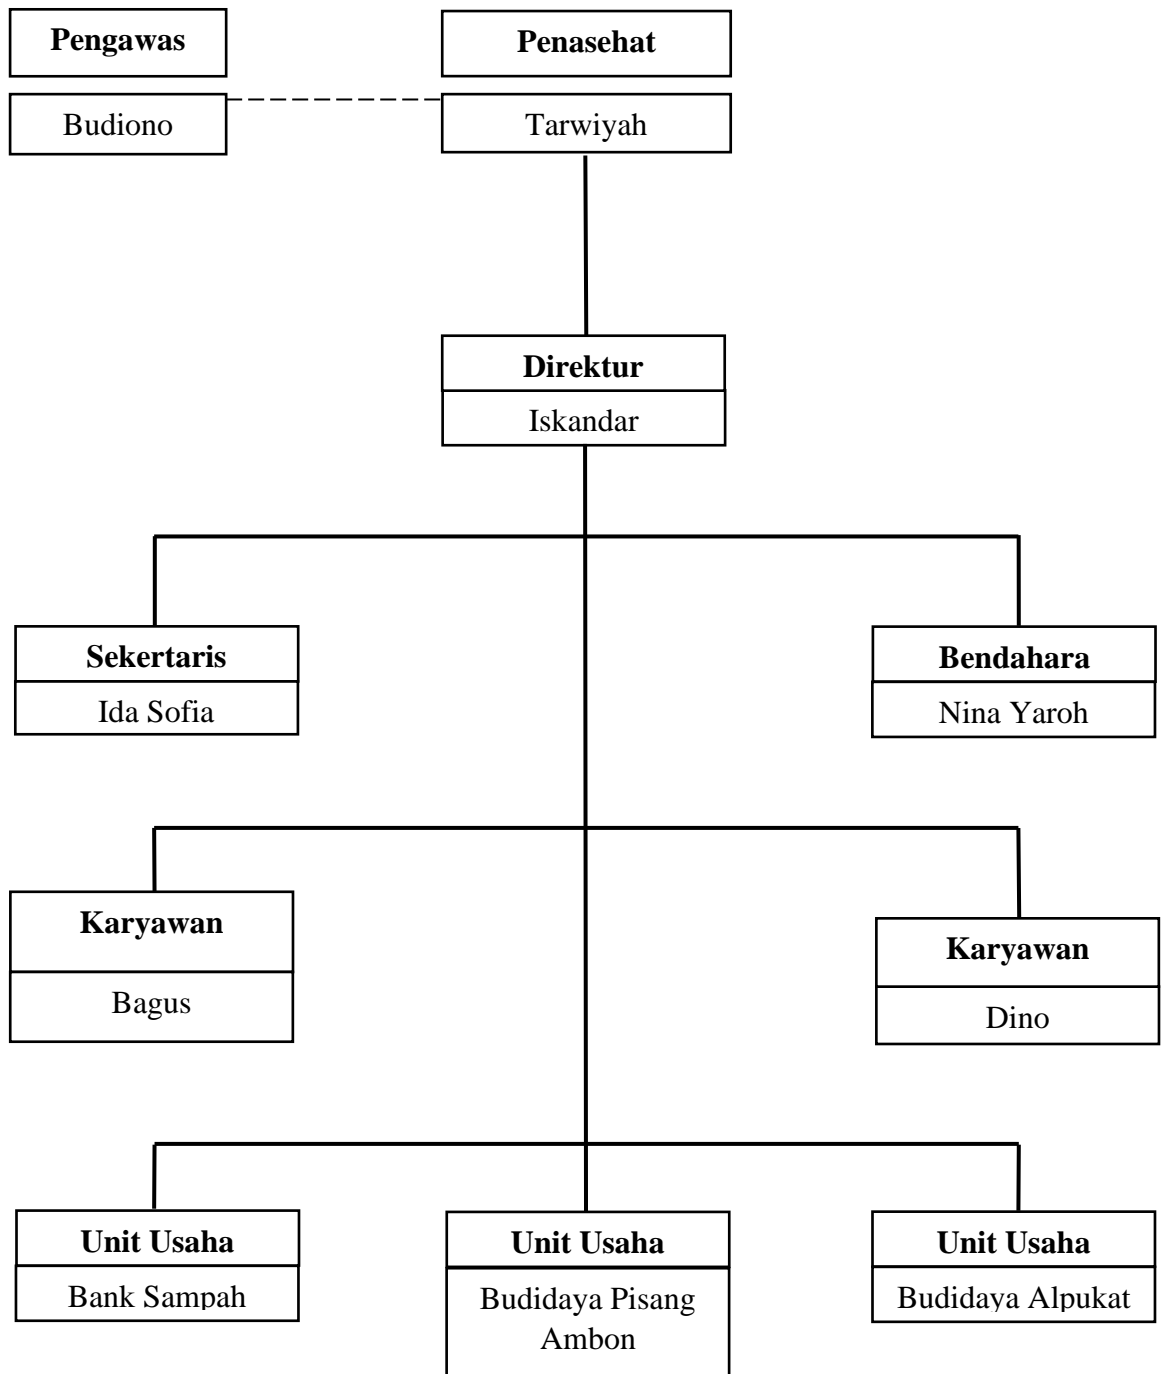 Pengawas
Penasehat
Budiono
Tarwiyah
Direktur
Iskandar
Sekertaris
Bendahara
Ida Sofia
Nina Yaroh
Karyawan
Karyawan
Bagus
Dino
Unit Usaha
Unit Usaha
Unit Usaha
Bank Sampah
Budidaya Pisang
Ambon
Budidaya Alpukat